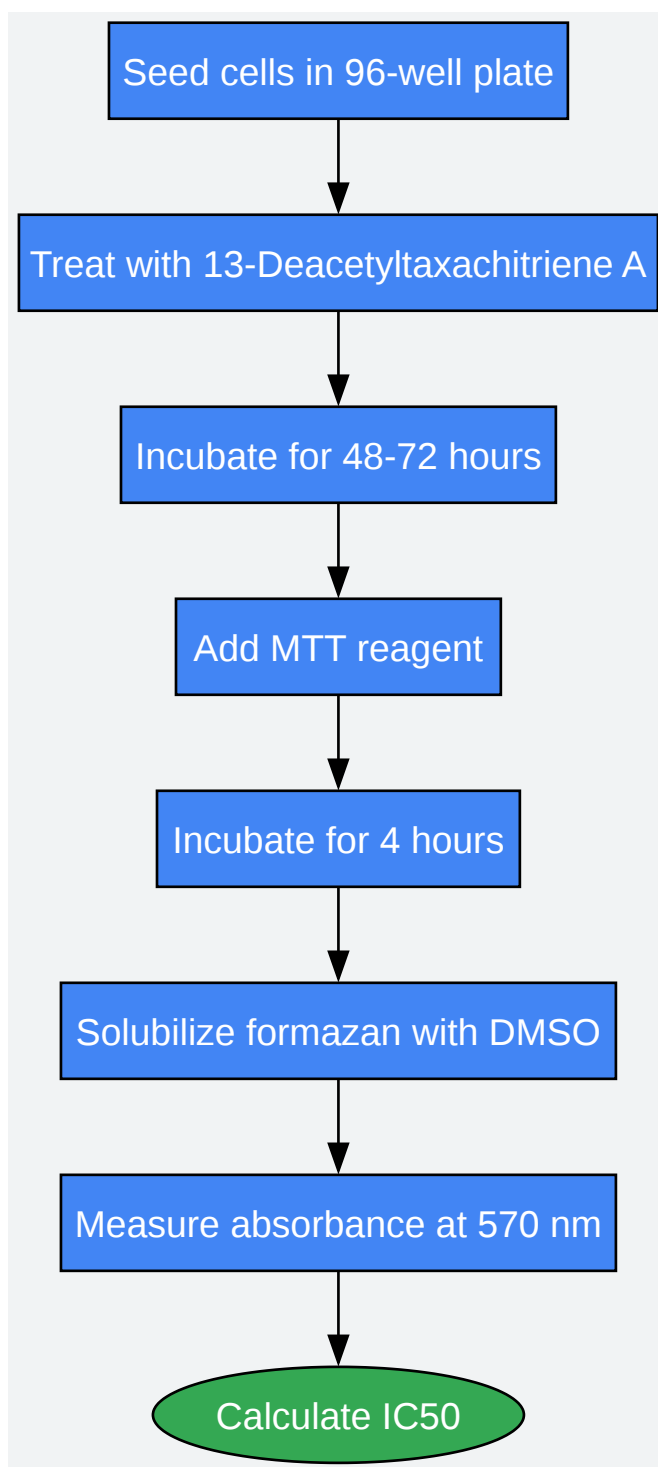 Seed cells in 96-well plate
Treat with 13-Deacetyltaxachitriene A
Incubate for 48-72 hours
Add MTT reagent
Incubate for 4 hours
Solubilize formazan with DMSO
Measure absorbance at 570 nm
Calculate IC50